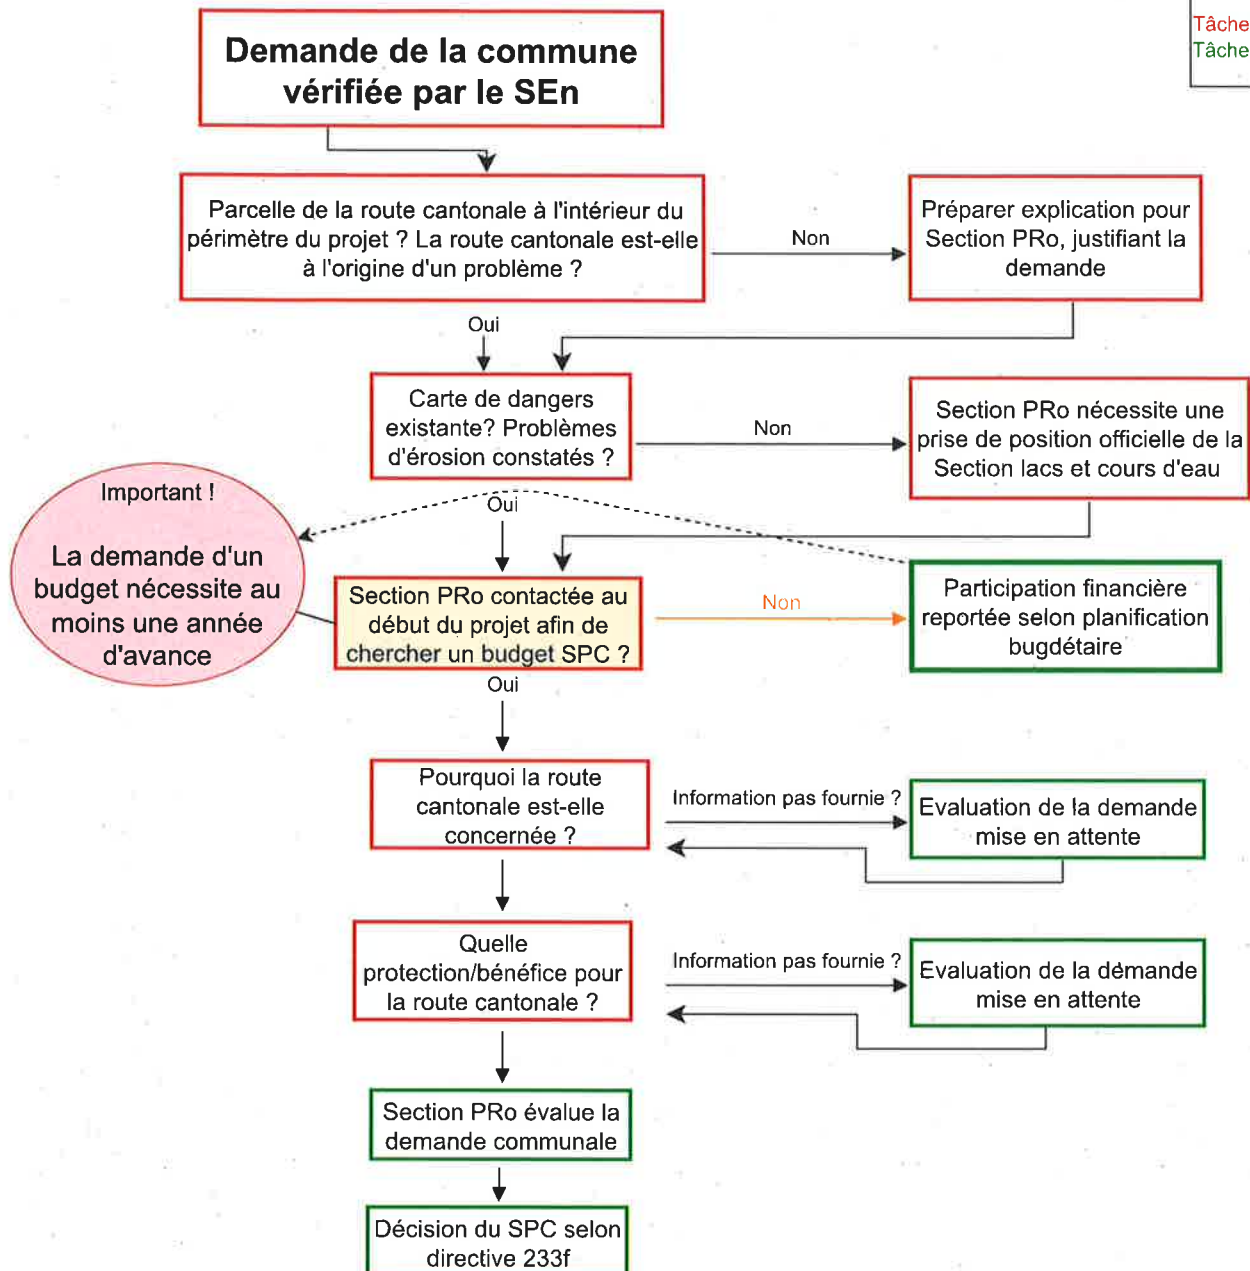 Tâche
Tâche
Demande de la commune
vérifiée par le SEn
Parcelle de la route cantonale à l'intérieur du
périmètre du projet ? La route cantonale est-elle
à l'origine d'un problème ?
Non
Préparer explication pour
Section PRo, justifiant la
demande
Oui
Carte de dangers
existante? Problèmes
d'érosion constatés ?
Non
Section PRo nécessite une
prise de position officielle de la
Section lacs et cours d'eau
Important !
La demande d'un
budget nécessite au
moins une année
d'avance
Oui
Section PRo contactée au
début du projet afin de
chercher un budget SPC ?
Non
Participation financière
reportée selon planification
bugdétaire
Oui
Pourquoi la route
cantonale est-elle
concernée ?
Information pas fournie ?
Evaluation de la demande
mise en attente
Quelle
protection/bénéfice pour
la route cantonale ?
Information pas fournie ?
Evaluation de la demande
mise en attente
Section PRo évalue la
demande communale
Décision du SPC selon
directive 233f